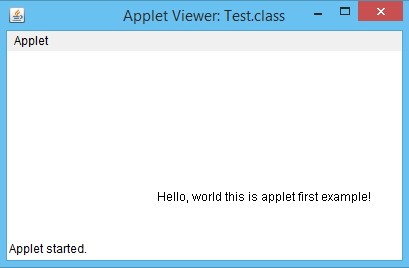 Applet Viewer: Test.class
Applet
Hello, world this is applet first example!
Applet started.